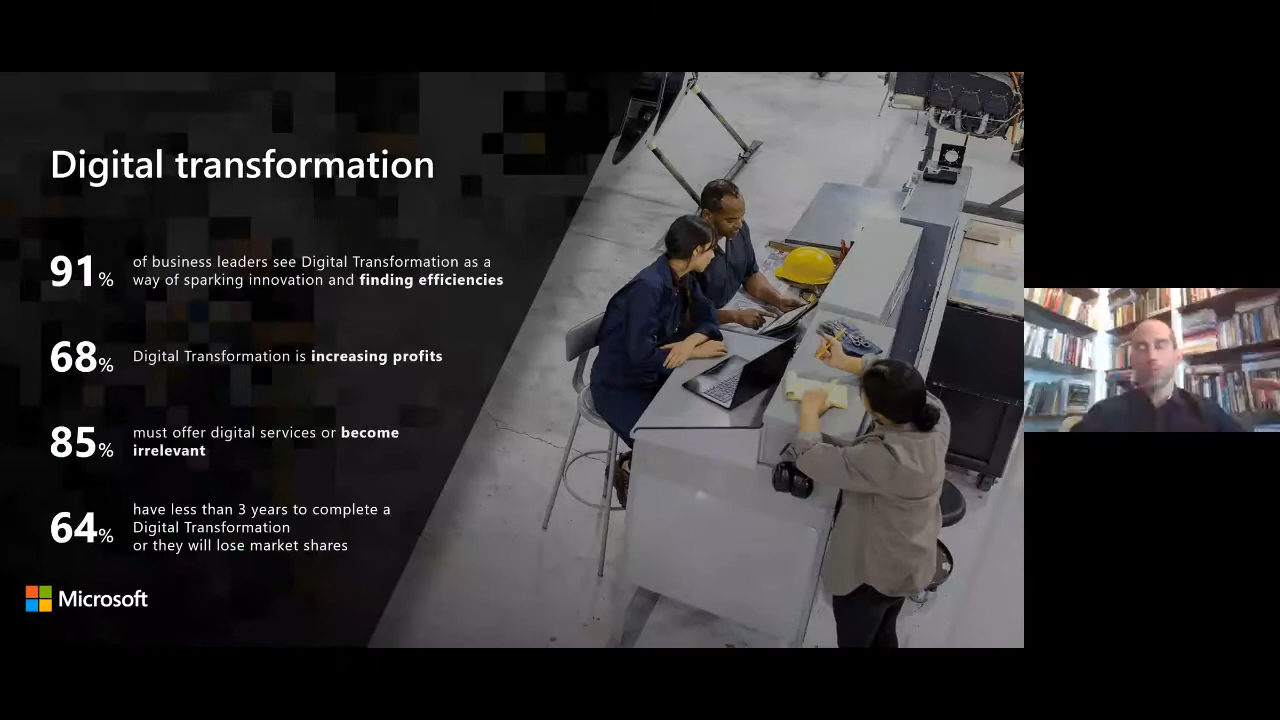 Digital transformation
91%
of business leaders see Digital Transformation as a
way of sparking innovation and finding efficiencies
68%
Digital Transformation is increasing profits
85%
must offer digital services or become
irrelevant
64%
have less than 3 years to complete a
Digital Transformation
or they will lose market shares
Microsoft